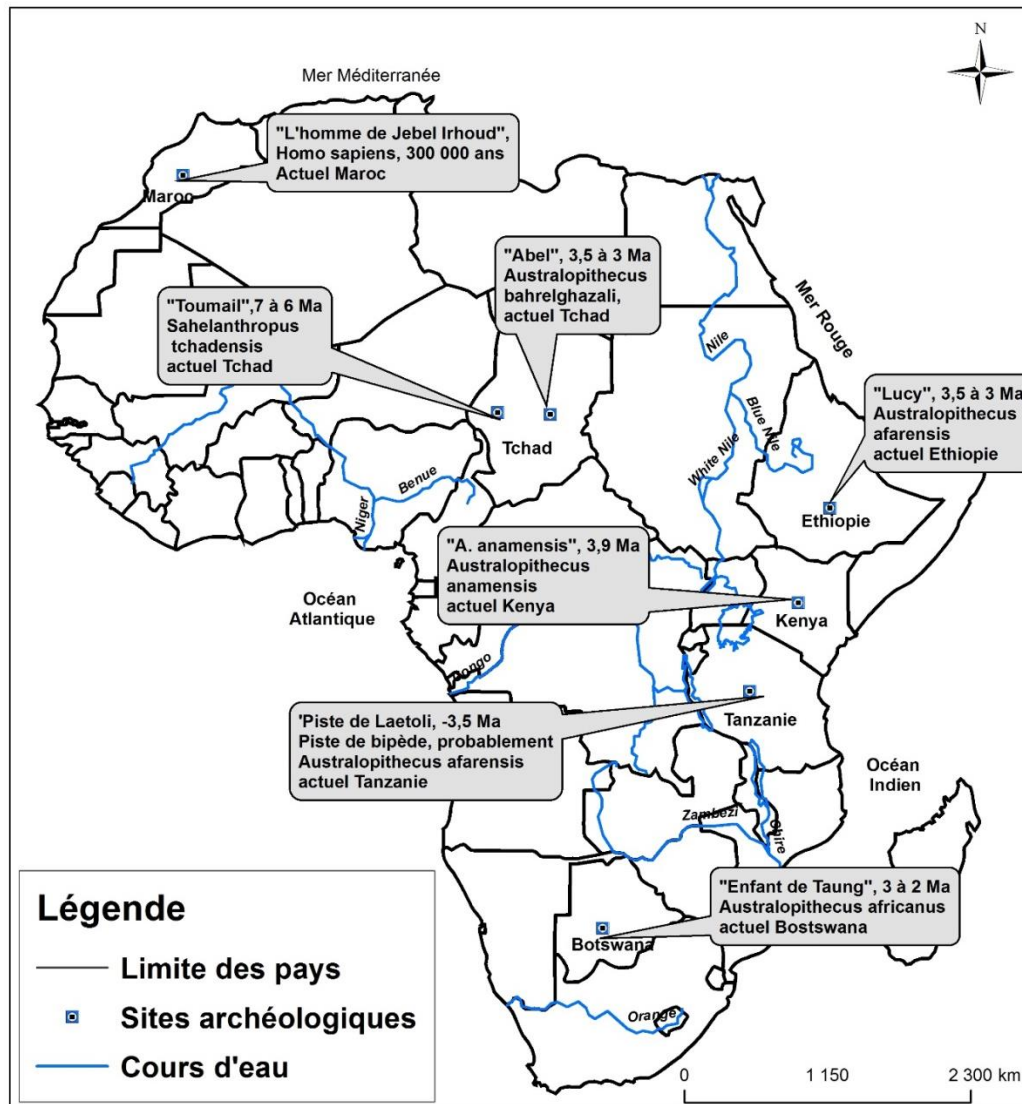 N
Mer Méditerranée
"L'homme de Jebel Irhoud",
Homo sapiens, 300 000 ans
Actuel Maroc
Maroc
"Abel", 3,5 à 3 Ma
Australopithecus
bahrelghazali,
actuel Tchad
"Toumail",7 à 6 Ma
Sahelanthropus
tchadensis
actuel Tchad
Mer Rouge
Nile
"Lucy", 3,5 à 3 Ma
Australopithecus
afarensis
actuel Ethiopie
Blue Nile
White Nile
Tchad
Benue
Niger
Ethiopie
"A. anamensis", 3,9 Ma
Australopithecus
anamensis
actuel Kenya
Océan
Atlantique
Kenya
Congo
'Piste de Laetoli, -3,5 Ma
Piste de bipède, probablement
Australopithecus afarensis
actuel Tanzanie
Tanzanie
Océan
Indien
Zambezi
Chire
"Enfant de Taung", 3 à 2 Ma
Australopithecus africanus
actuel Bostswana
Botswana
Orange
Légende
Limite des pays
Sites archéologiques
Cours d'eau
0 1 150 2 300 km